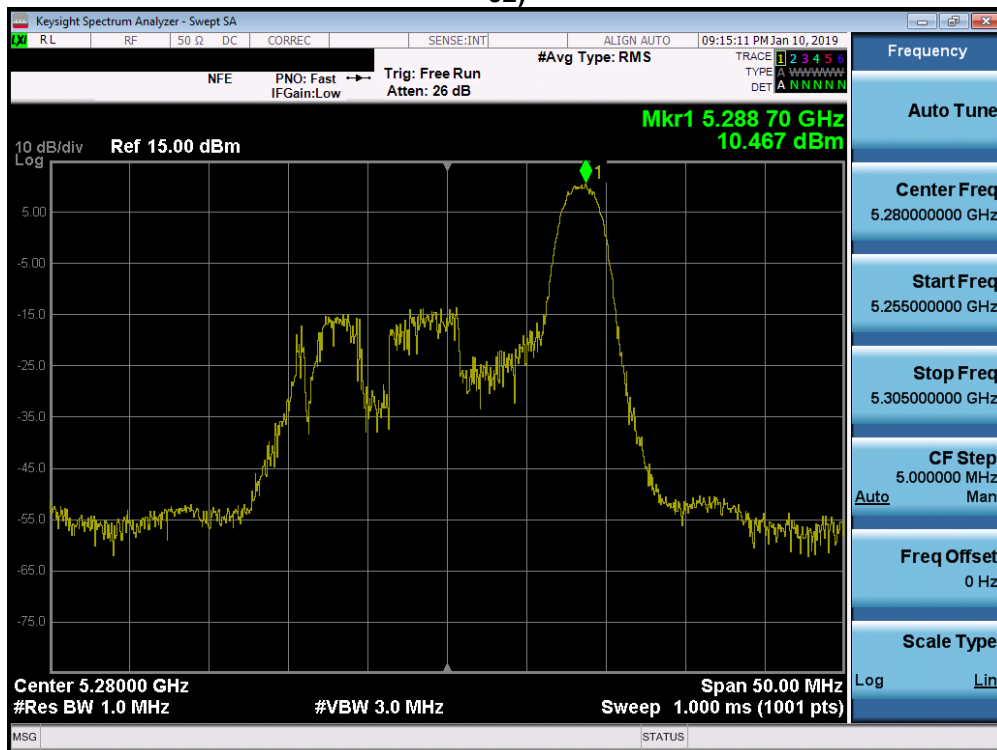 52)
Keysight Spectrum Analyzer - Swept SA
LXI RL RF 50 Ω DC CORREC SENSE:INT ALIGN AUTO 09:15:11 PM Jan 10, 2019
NFE PNO: Fast Trig: Free Run #Avg Type: RMS TRACE 1 2 3 4 5 6
IFGain:Low Atten: 26 dB TYPE A WWWWW
DET A N N N N N
Mkr1 5.288 70 GHz
10.467 dBm
10 dB/div Ref 15.00 dBm
Log
1
5.00
-5.00
-15.0
-25.0
-35.0
-45.0
-55.0
-65.0
-75.0
Center 5.28000 GHz Span 50.00 MHz
#Res BW 1.0 MHz #VBW 3.0 MHz Sweep 1.000 ms (1001 pts)
MSG STATUS
Frequency
Auto Tune
Center Freq
5.280000000 GHz
Start Freq
5.255000000 GHz
Stop Freq
5.305000000 GHz
CF Step
5.000000 MHz
Auto Man
Freq Offset
0 Hz
Scale Type
Log Lin